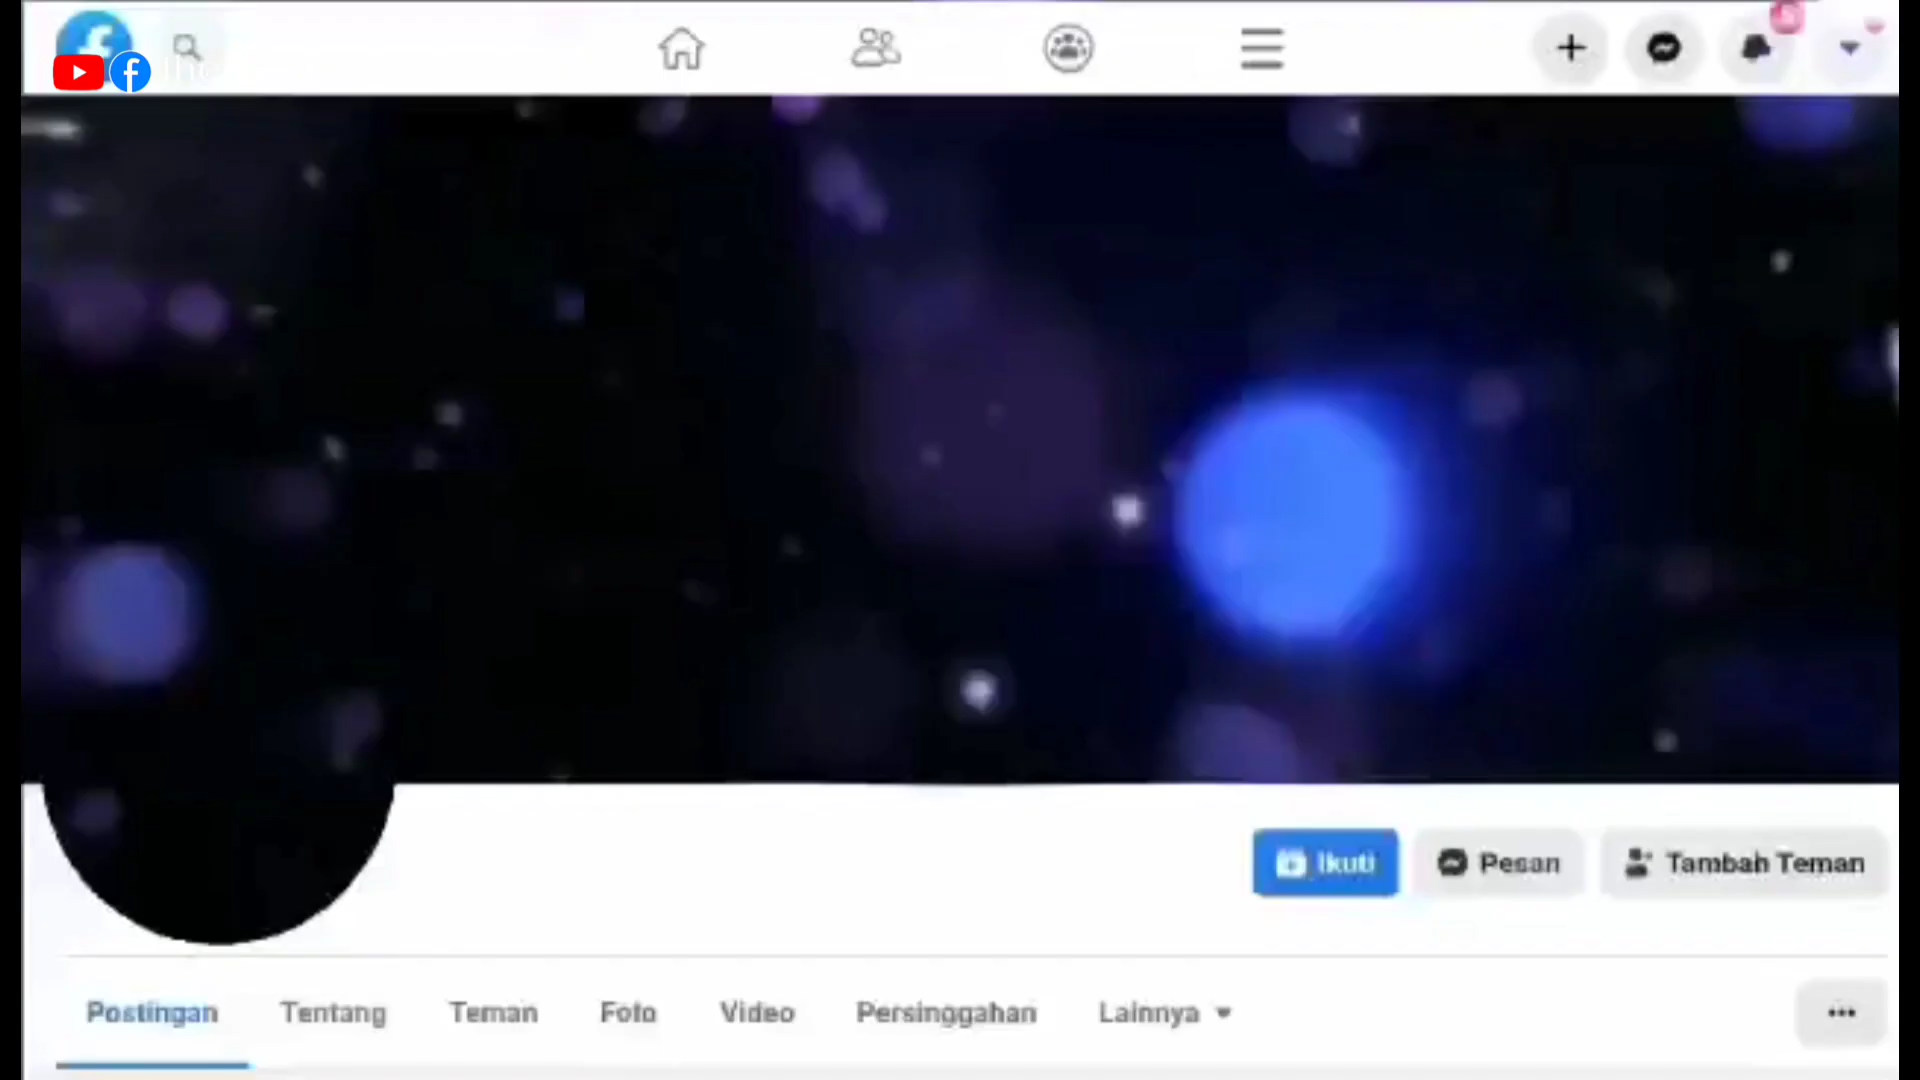 Ikuti
Pesan
Tambah Teman
Postingan
Tentang
Teman
Foto
Video
Persinggahan
Lainnya